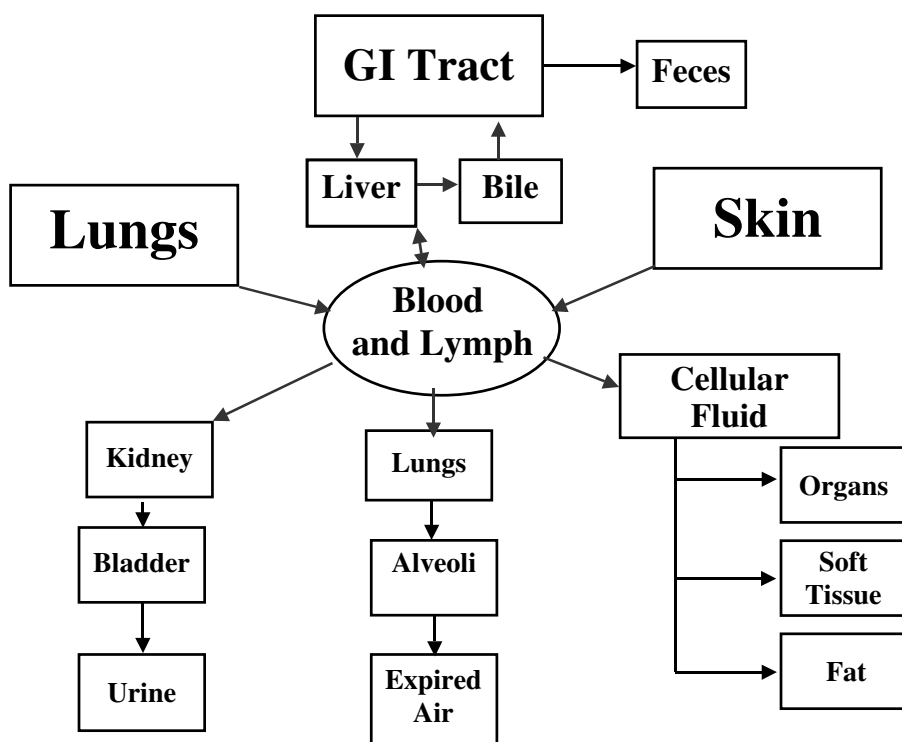 GI Tract
Feces
Liver
Bile
Lungs
Skin
Blood
and Lymph
Cellular
Fluid
Kidney
Lungs
Organs
Bladder
Alveoli
Soft
Tissue
Urine
Expired
Air
Fat